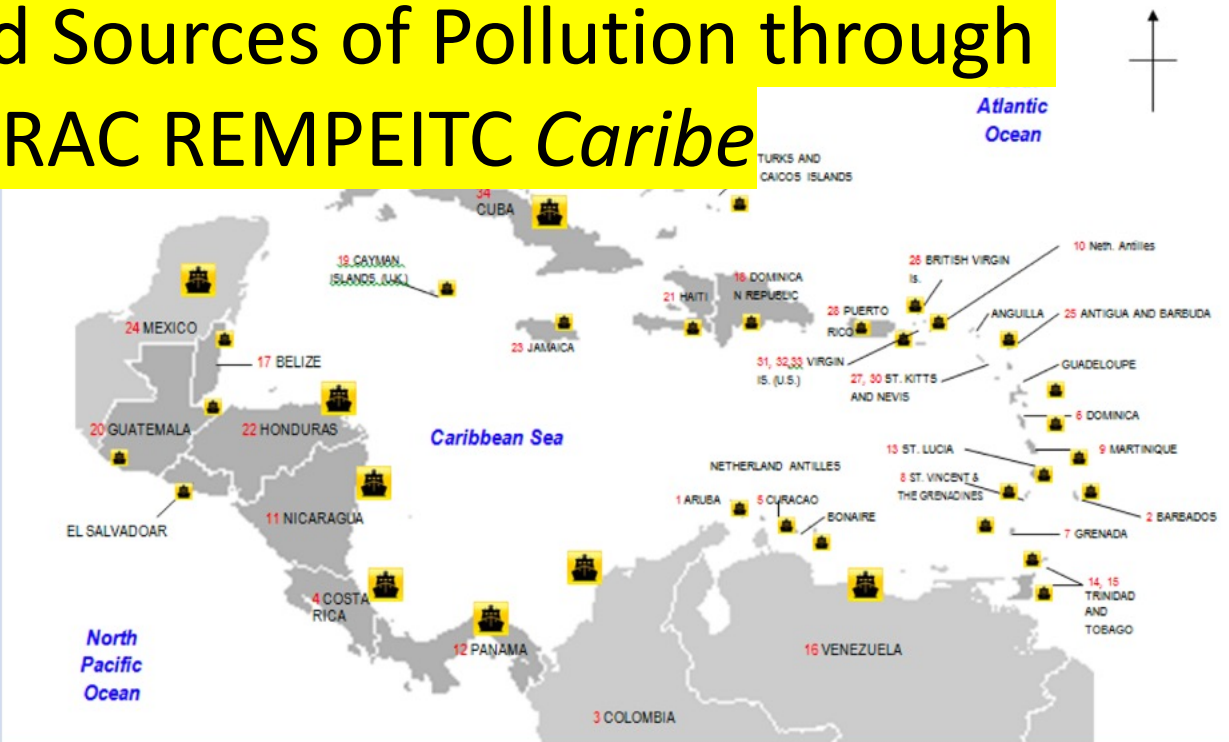 d Sources of Pollution through
RAC REMPEITC Caribe
Atlantic
Ocean
TURKS AND
CAICOS ISLANDS
34
CUBA
19 CAYMAN
ISLANDS (U.K.)
10 Neth. Antilles
26 BRITISH VIRGIN
IS.
18 DOMINICA
N REPUBLIC
21 HAITI
28 PUERTO
RICO
ANGUILLA
25 ANTIGUA AND BARBUDA
24 MEXICO
23 JAMAICA
17 BELIZE
31, 32,33 VIRGIN
IS. (U.S.)
27, 30 ST. KITTS
AND NEVIS
GUADELOUPE
6 DOMINICA
20 GUATEMALA
22 HONDURAS
Caribbean Sea
13 ST. LUCIA
9 MARTINIQUE
NETHERLAND ANTILLES
8 ST. VINCENT &
THE GRENADINES
1 ARUBA
5 CURACAO
BONAIRE
2 BARBADOS
EL SALVADOAR
11 NICARAGUA
7 GRENADA
14, 15
TRINIDAD
AND
TOBAGO
4 COSTA
RICA
North
Pacific
Ocean
12 PANAMA
16 VENEZUELA
3 COLOMBIA